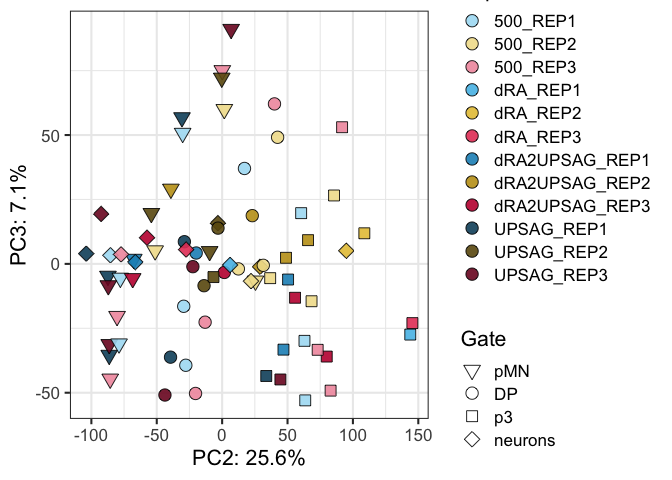 500_REP1
500_REP2
500_REP3
dRA_REP1
dRA_REP2
dRA_REP3
dRA2UPSAG_REP1
dRA2UPSAG_REP2
dRA2UPSAG_REP3
UPSAG_REP1
UPSAG_REP2
UPSAG_REP3
Gate
pMN
DP
p3
neurons
PC3: 7.1%
50
0
-50
-100
-50
0
50
100
150
PC2: 25.6%